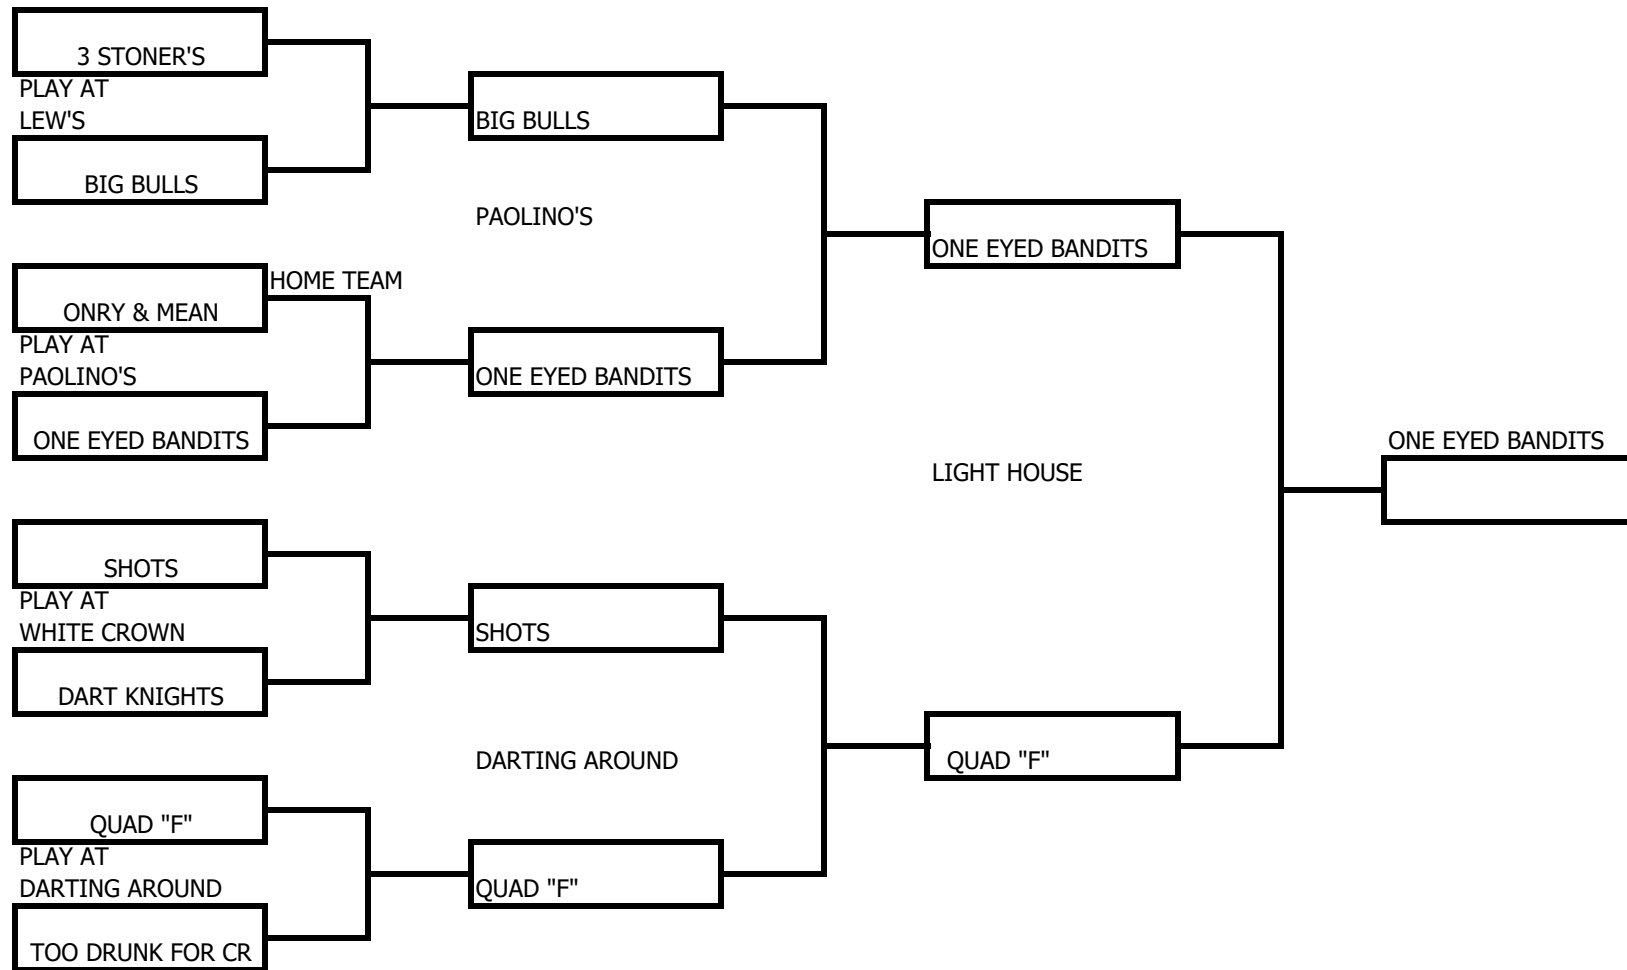 3 STONER'S
PLAY AT
LEW'S
BIG BULLS
HOME TEAM
ONRY & MEAN
PLAY AT
PAOLINO'S
ONE EYED BANDITS
SHOTS
PLAY AT
WHITE CROWN
DART KNIGHTS
QUAD "F"
PLAY AT
DARTING AROUND
TOO DRUNK FOR CR
BIG BULLS
PAOLINO'S
ONE EYED BANDITS
SHOTS
DARTING AROUND
QUAD "F"
ONE EYED BANDITS
LIGHT HOUSE
QUAD "F"
ONE EYED BANDITS